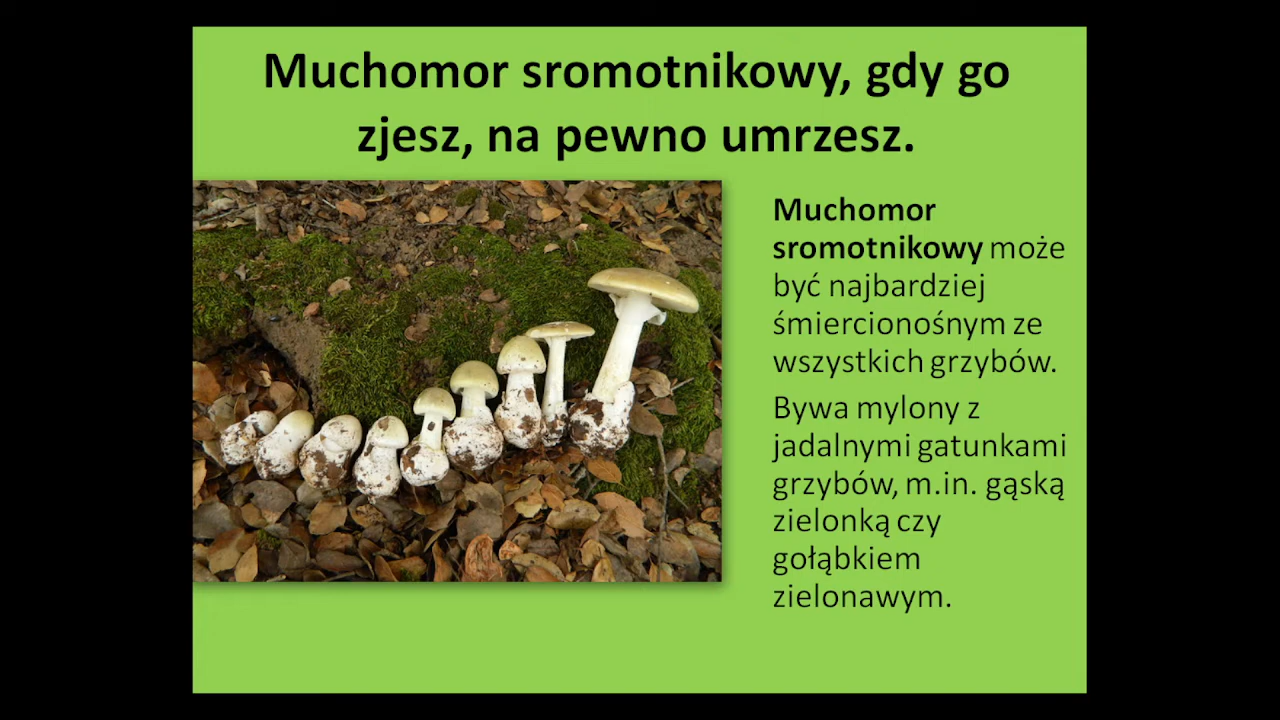 Muchomor sromotnikowy, gdy go
zjesz, na pewno umrzesz.
Muchomor
sromotnikowy może
być najbardziej
śmiercionośnym ze
wszystkich grzybów.
Bywa mylony z
jadalnymi gatunkami
grzybów, m.in. gąską
zielonką czy
gołąbkiem
zielonawym.